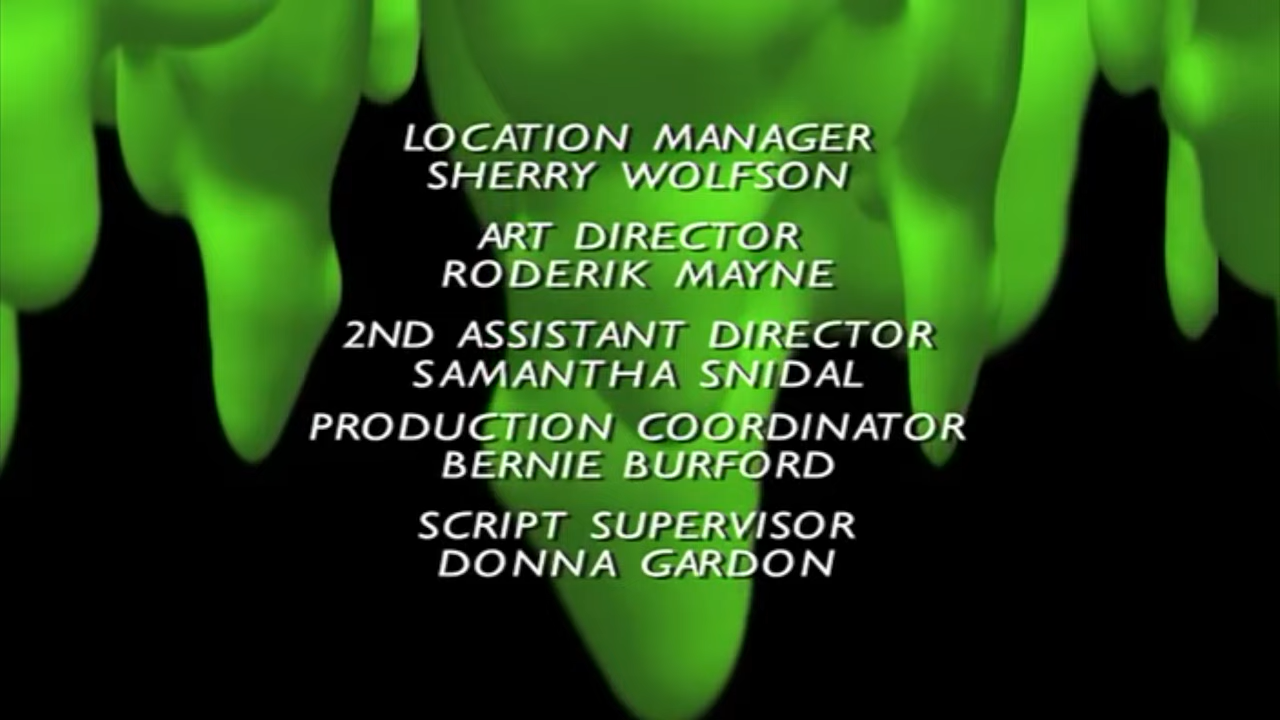 LOCATION MANAGER
SHERRY WOLFSON
ART DIRECTOR
RODERIK MAYNE
2ND ASSISTANT DIRECTOR
SAMANTHA SNIDAL
PRODUCTION COORDINATOR
BERNIE BURFORD
SCRIPT SUPERVISOR
DONNA GARDON